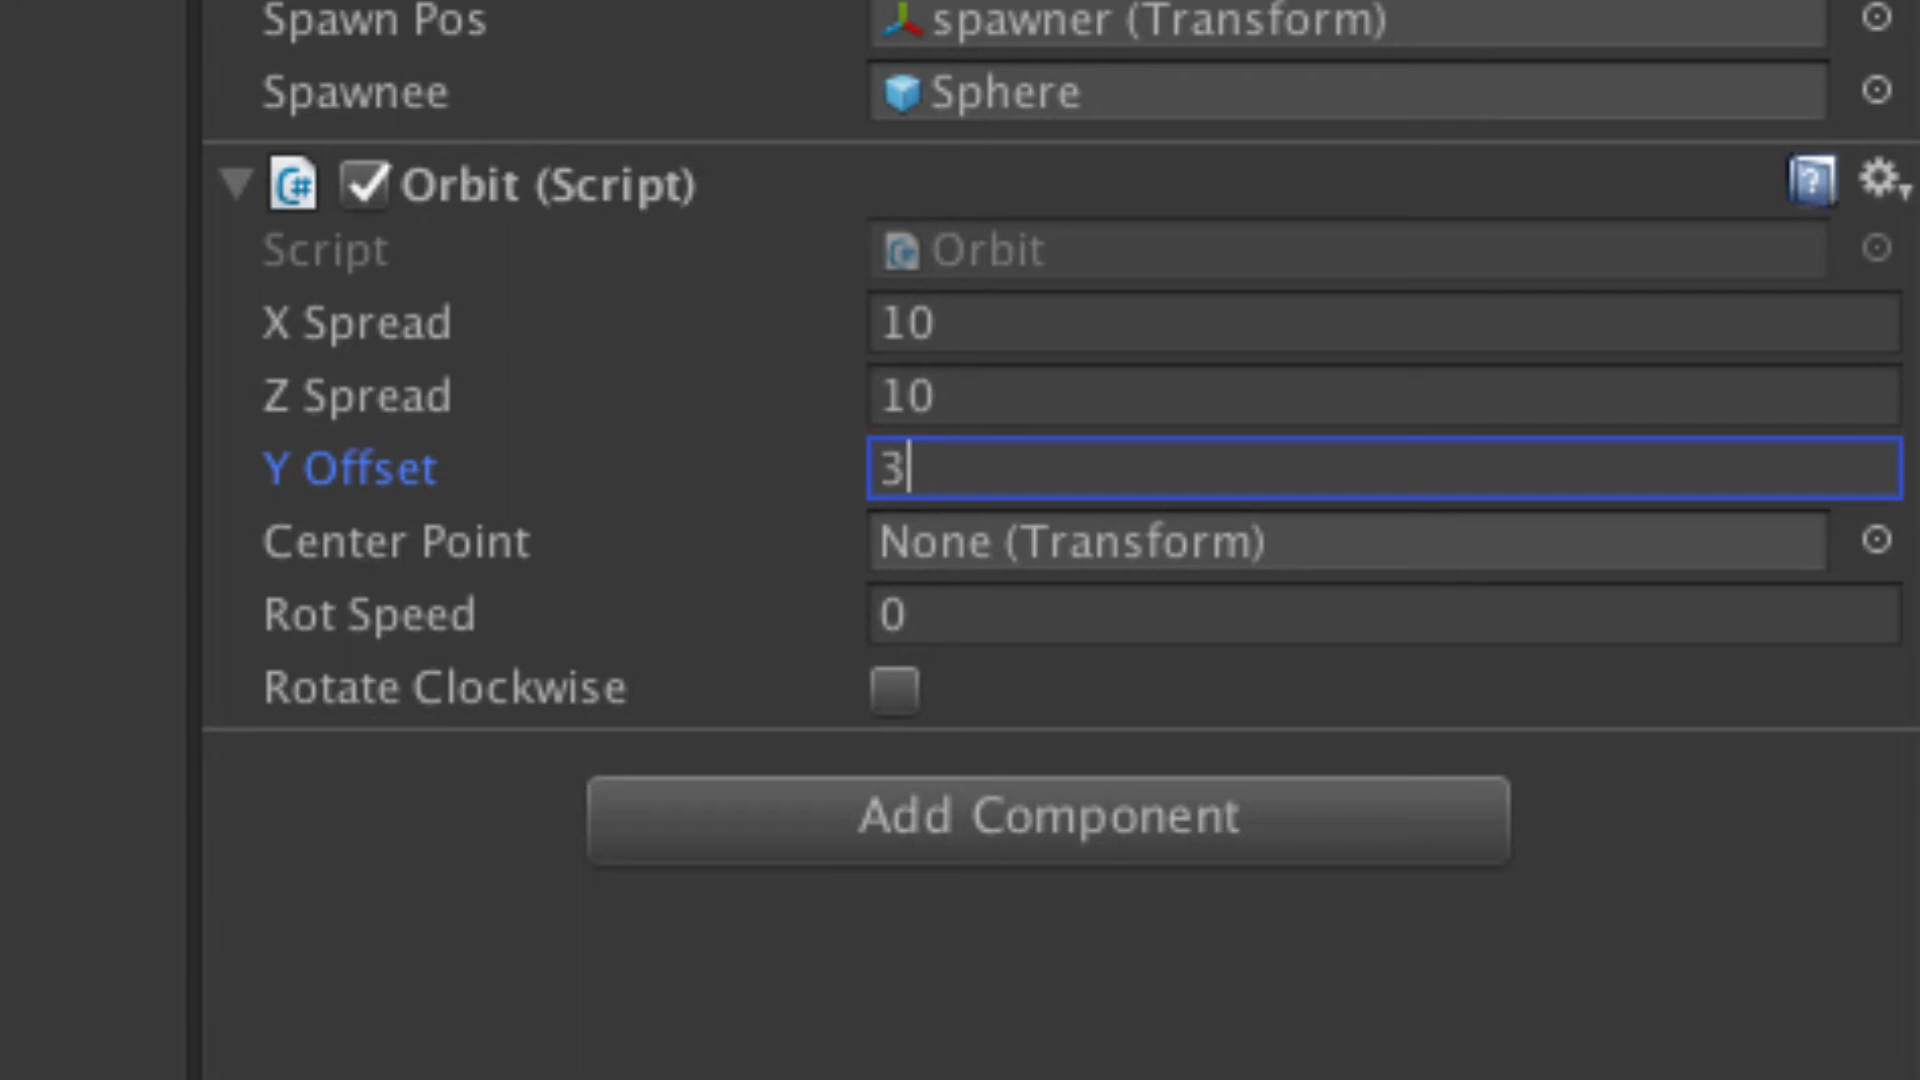 Spawn Pos spawner (Transform)
Spawnee Sphere
Orbit (Script)
Script Orbit
X Spread 10
Z Spread 10
Y Offset 3
Center Point None (Transform)
Rot Speed 0
Rotate Clockwise
Add Component